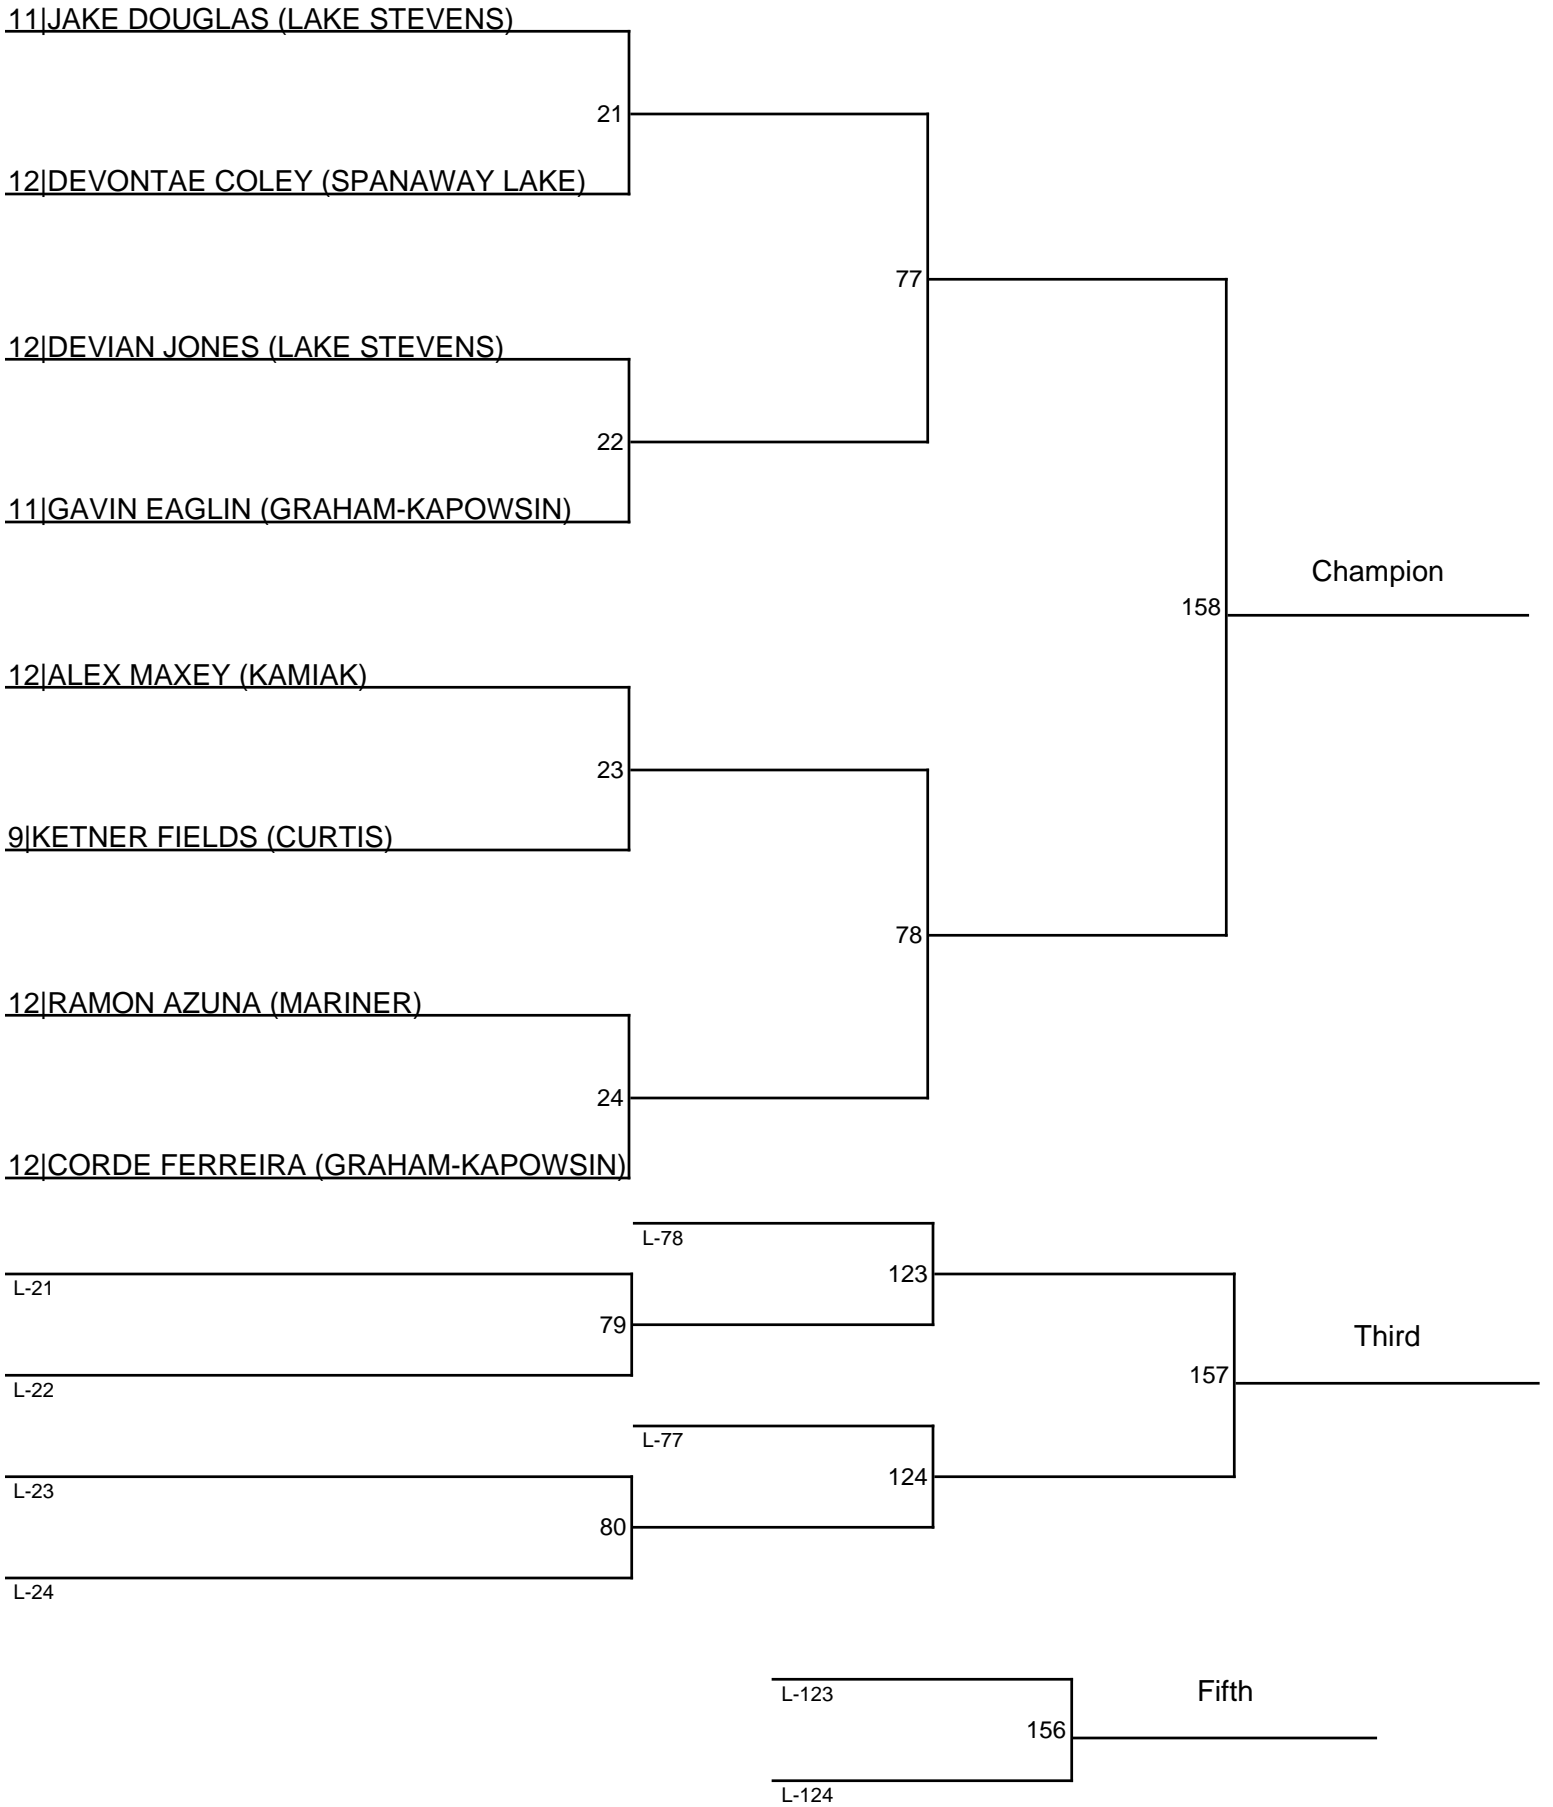 11|JAKE DOUGLAS (LAKE STEVENS)
21
12|DEVONTAE COLEY (SPANAWAY LAKE)
77
12|DEVIAN JONES (LAKE STEVENS)
22
11|GAVIN EAGLIN (GRAHAM-KAPOWSIN)
Champion
158
12|ALEX MAXEY (KAMIAK)
23
9|KETNER FIELDS (CURTIS)
78
12|RAMON AZUNA (MARINER)
24
12|CORDE FERREIRA (GRAHAM-KAPOWSIN)
L-78
123
L-21
79
Third
157
L-22
L-77
124
L-23
80
L-24
L-123
Fifth
156
L-124